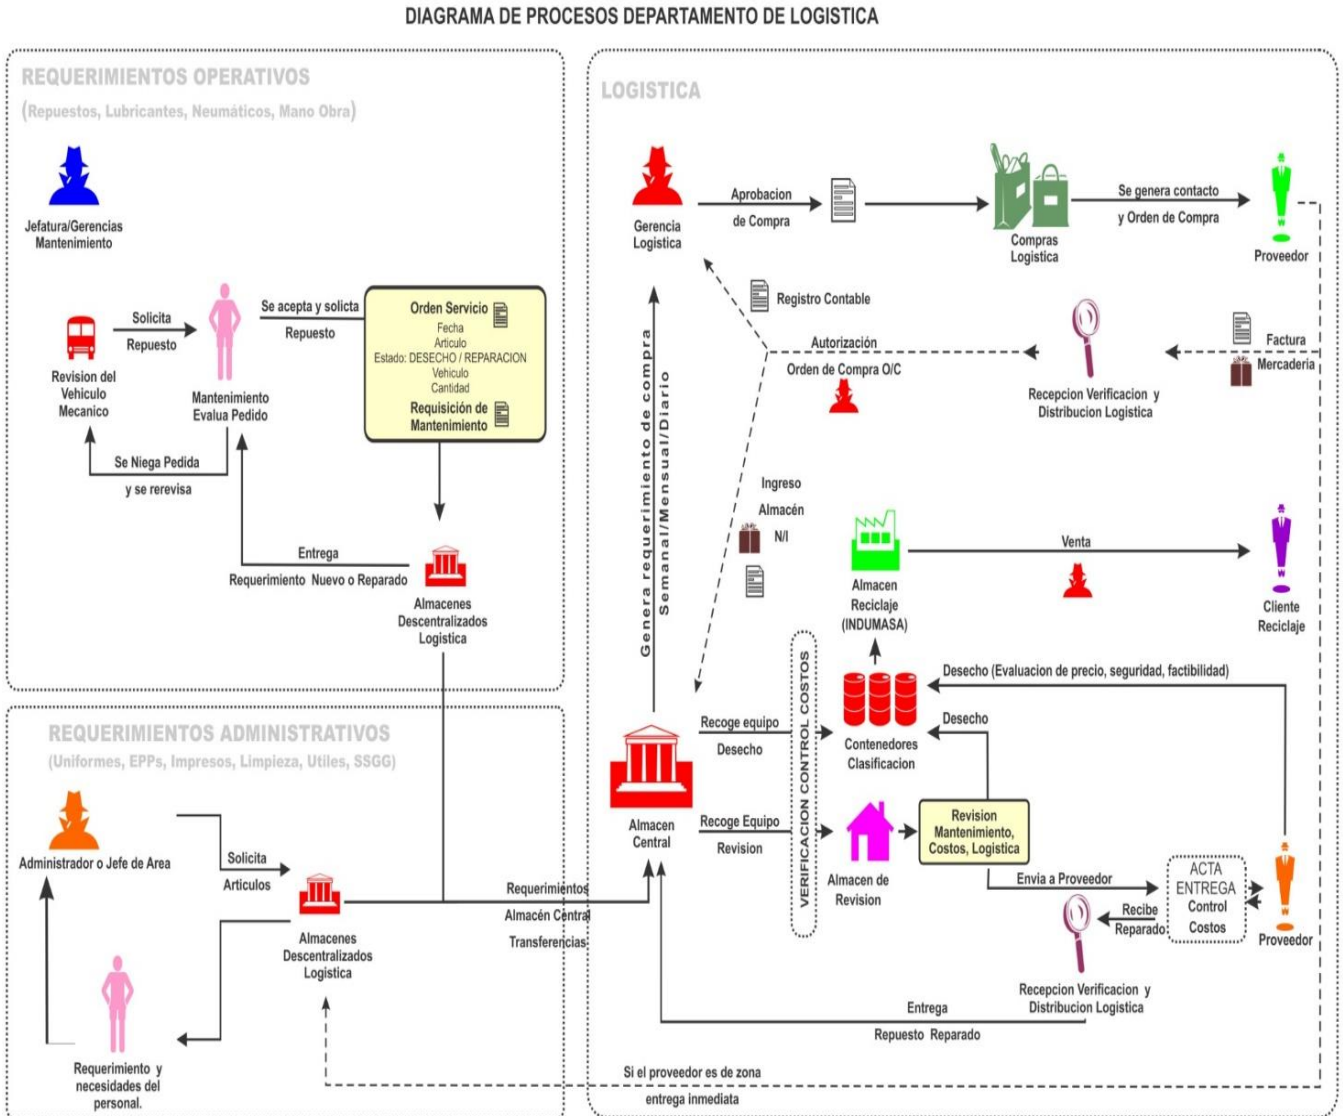 DIAGRAMA DE PROCESOS DEPARTAMENTO DE LOGISTICA
REQUERIMIENTOS OPERATIVOS
(Repuestos, Lubricantes, Neumáticos, Mano Obra)
Jefatura/Gerencias
Mantenimiento
Solicita
Repuesto
Revision del
Vehiculo
Mecanico
Mantenimiento
Evalua Pedido
Se acepta y solicta
Repuesto
Orden Servicio
Fecha
Articulo
Estado: DESECHO / REPARACION
Vehiculo
Cantidad
Requisición de
Mantenimiento
Se Niega Pedida
y se rerevisa
Entrega
Requerimiento Nuevo o Reparado
Almacenes
Descentralizados
Logistica
REQUERIMIENTOS ADMINISTRATIVOS
(Uniformes, EPPs, Impresos, Limpieza, Utiles, SSGG)
Administrador o Jefe de Area
Solicita
Articulos
Almacenes
Descentralizados
Logistica
Requerimiento y
necesidades del
personal.
Requerimientos
Almacén Central
Transferencias
LOGISTICA
Gerencia
Logistica
Aprobacion
de Compra
Compras
Logistica
Se genera contacto
y Orden de Compra
Proveedor
Registro Contable
Autorización
Orden de Compra O/C
Recepcion Verificacion y
Distribucion Logistica
Factura
Mercaderia
Genera requerimiento de compra
Semanal/Mensual/Diario
Ingreso
Almacén
N/I
Almacen
Reciclaje
(INDUMASA)
Venta
Cliente
Reciclaje
VERIFICACION CONTROL COSTOS
Desecho (Evaluacion de precio, seguridad, factibilidad)
Recoge equipo
Desecho
Contenedores
Clasificacion
Desecho
Almacen
Central
Recoge Equipo
Revision
Almacen de
Revision
Revision
Mantenimiento,
Costos, Logistica
Envia a Proveedor
ACTA
ENTREGA
Control
Costos
Recibe
Reparado
Proveedor
Recepcion Verificacion y
Distribucion Logistica
Entrega
Repuesto Reparado
Si el proveedor es de zona
entrega inmediata